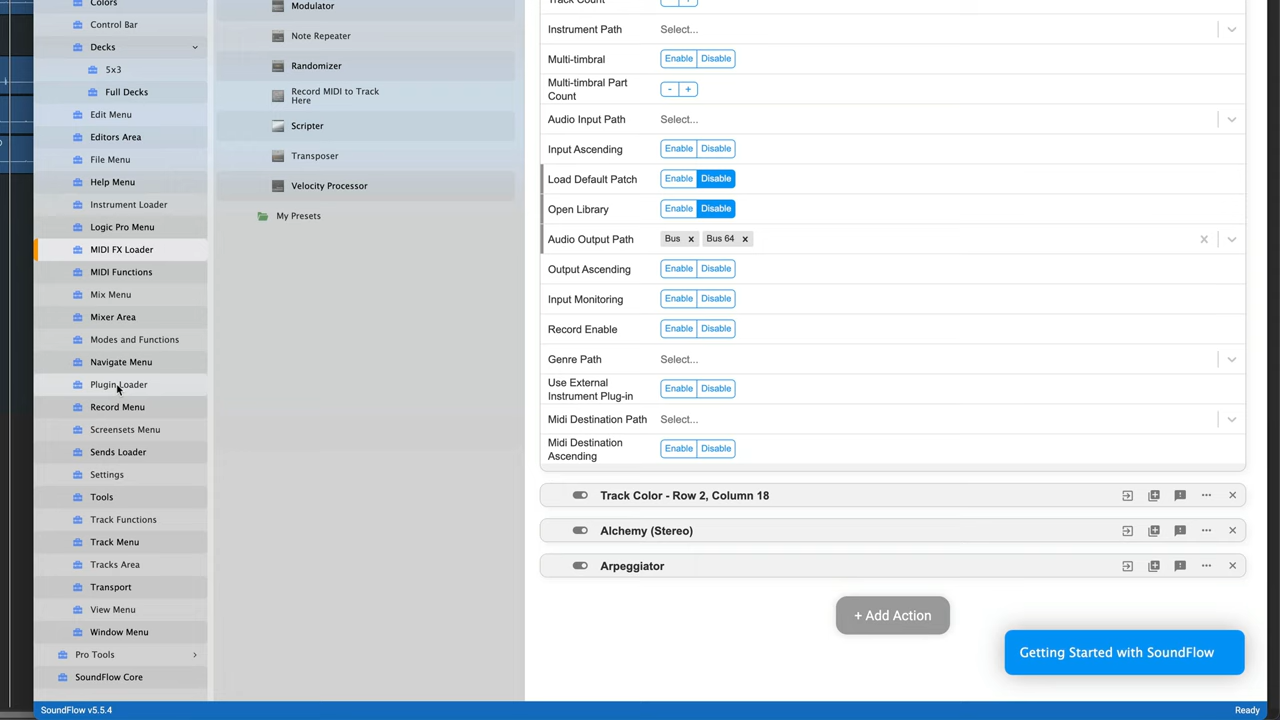 Colors
Control Bar
Decks
5x3
Full Decks
Edit Menu
Editors Area
File Menu
Help Menu
Instrument Loader
Logic Pro Menu
MIDI FX Loader
MIDI Functions
Mix Menu
Mixer Area
Modes and Functions
Navigate Menu
Plugin Loader
Record Menu
Screensets Menu
Sends Loader
Settings
Tools
Track Functions
Track Menu
Tracks Area
Transport
View Menu
Window Menu
Pro Tools
SoundFlow Core
Modulator
Note Repeater
Randomizer
Record MIDI to Track
Here
Scripter
Transposer
Velocity Processor
My Presets
Track Count - +
Instrument Path Select...
Multi-timbral Enable Disable
Multi-timbral Part
Count - +
Audio Input Path Select...
Input Ascending Enable Disable
Load Default Patch Enable Disable
Open Library Enable Disable
Audio Output Path Bus x Bus 64 x
Output Ascending Enable Disable
Input Monitoring Enable Disable
Record Enable Enable Disable
Genre Path Select...
Use External
Instrument Plug-in Enable Disable
Midi Destination Path Select...
Midi Destination
Ascending Enable Disable
Track Color - Row 2, Column 18
Alchemy (Stereo)
Arpeggiator
+ Add Action
Getting Started with SoundFlow
SoundFlow v5.5.4
Ready